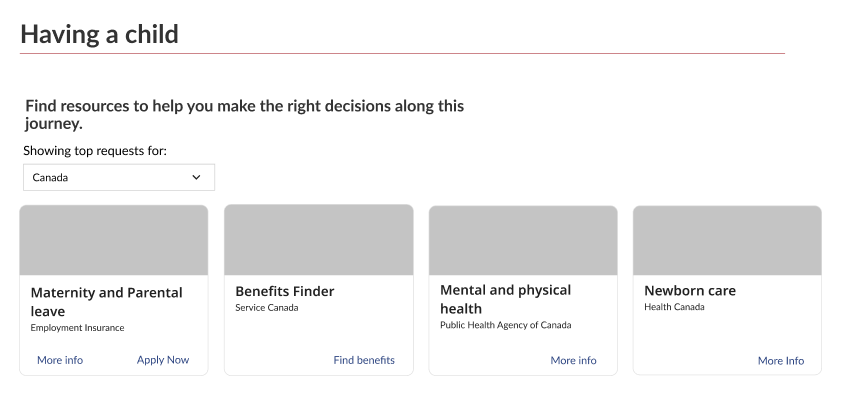 Having a child
Find resources to help you make the right decisions along this
journey.
Showing top requests for:
Canada
Maternity and Parental
leave
Employment Insurance
More info
Apply Now
Benefits Finder
Service Canada
Find benefits
Mental and physical
health
Public Health Agency of Canada
More info
Newborn care
Health Canada
More Info